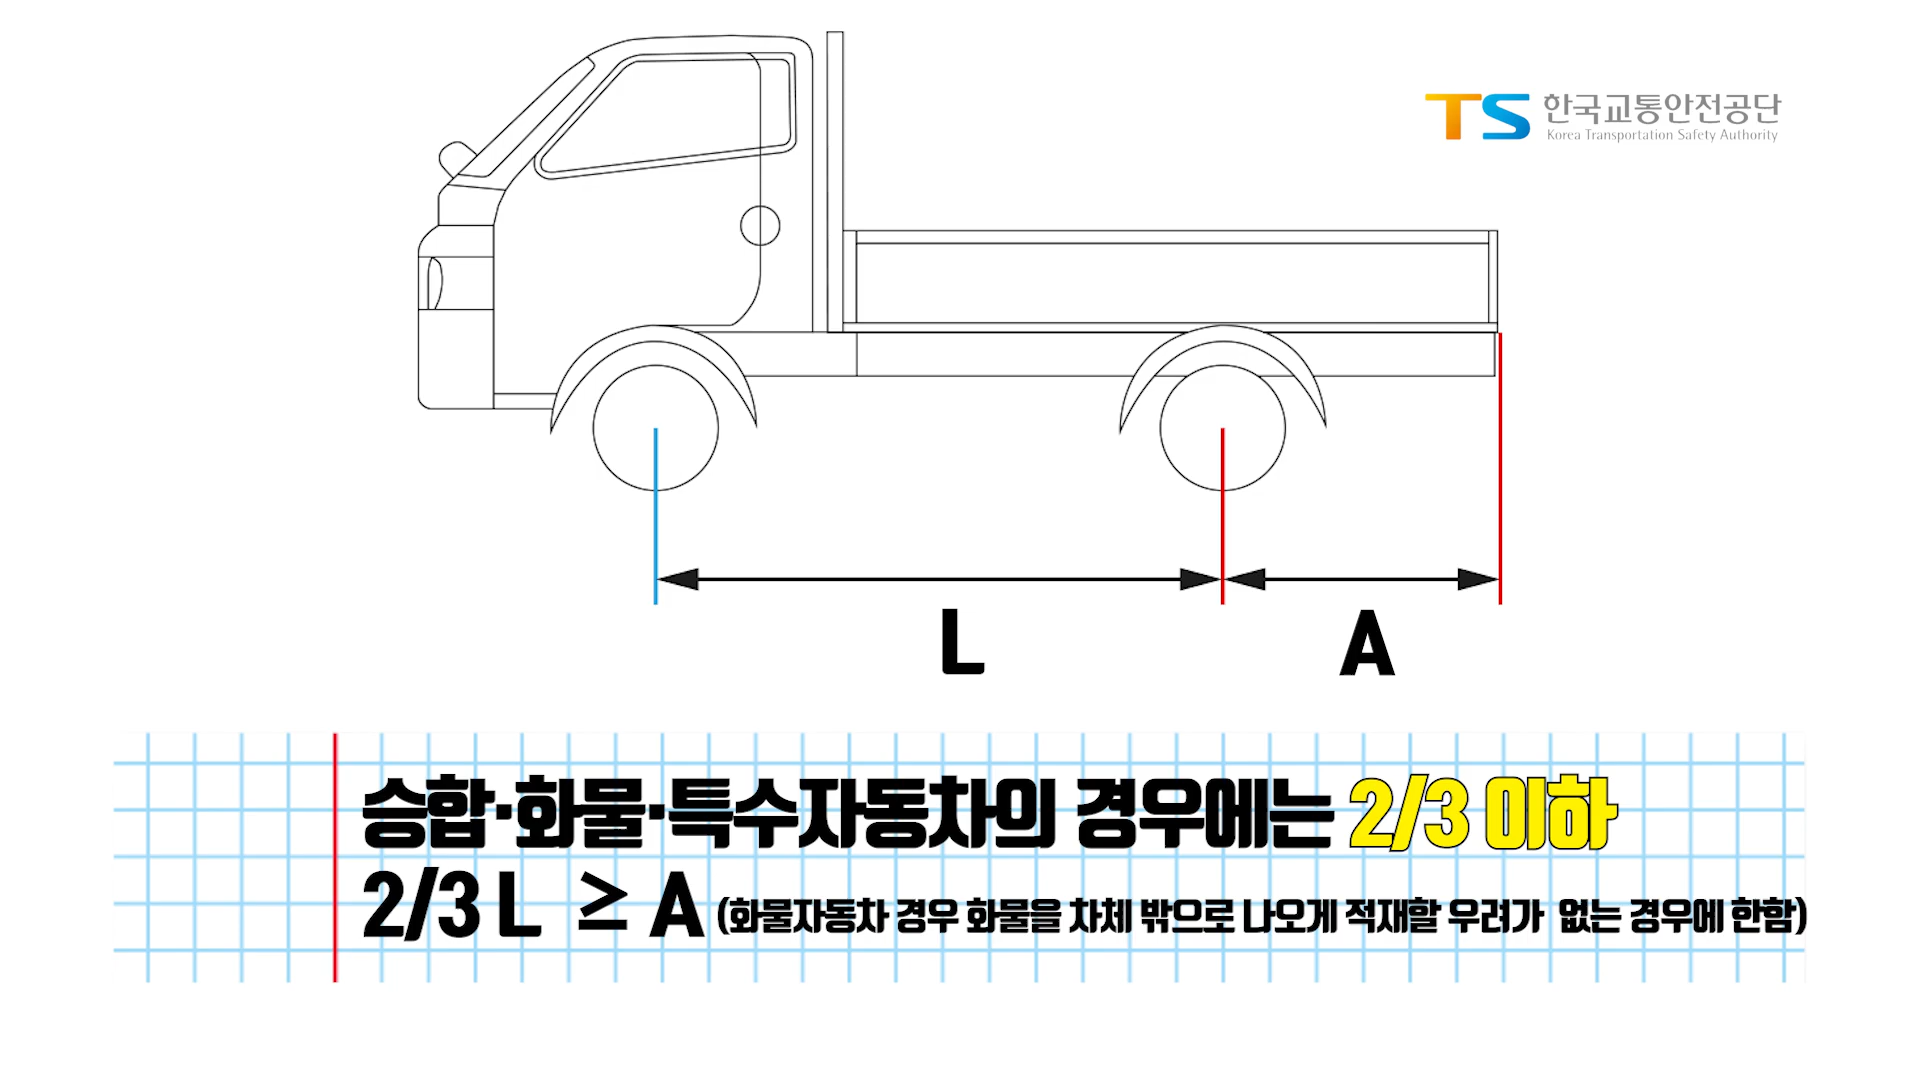 TS 한국교통안전공단
Korea Transportation Safety Authority
L
A
승합·화물·특수자동차의 경우에는 2/3 이하
2/3 L ≥ A (화물자동차 경우 화물을 차체 밖으로 나오게 적재할 우려가 없는 경우에 한함)